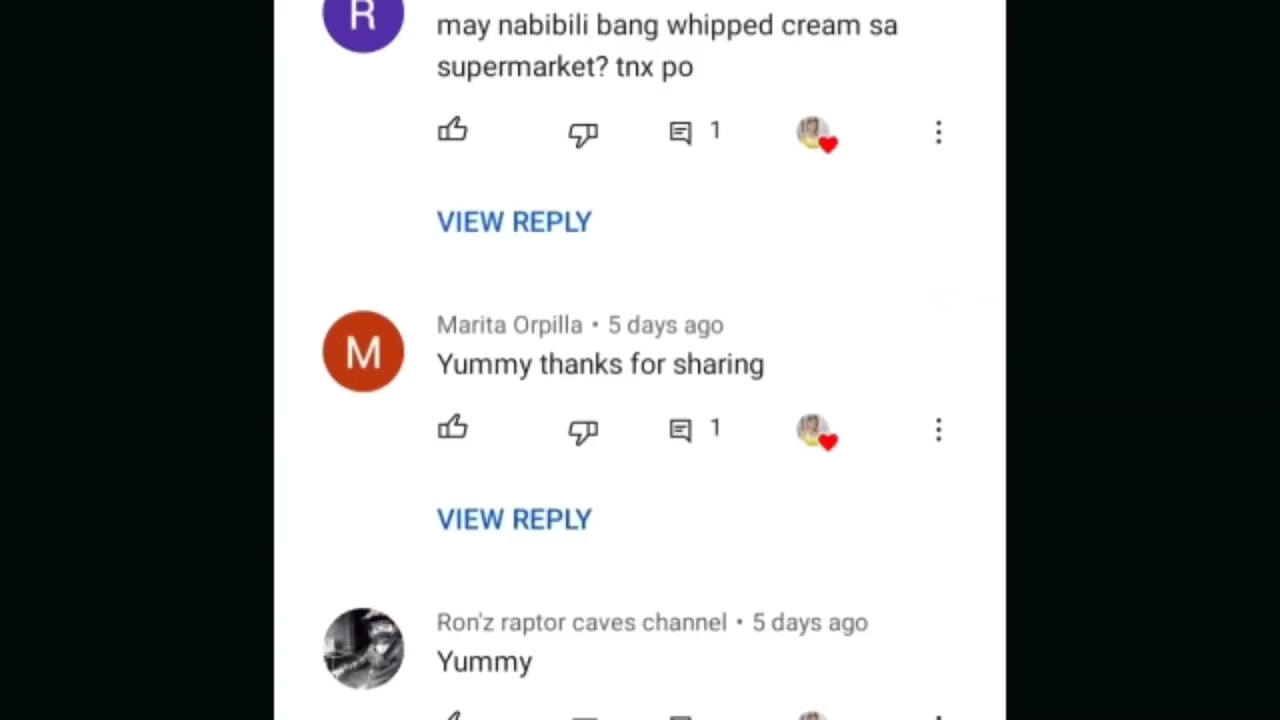 R
may nabibili bang whipped cream sa
supermarket? tnx po
1
VIEW REPLY
M
Marita Orpilla • 5 days ago
Yummy thanks for sharing
1
VIEW REPLY
Ron'z raptor caves channel • 5 days ago
Yummy